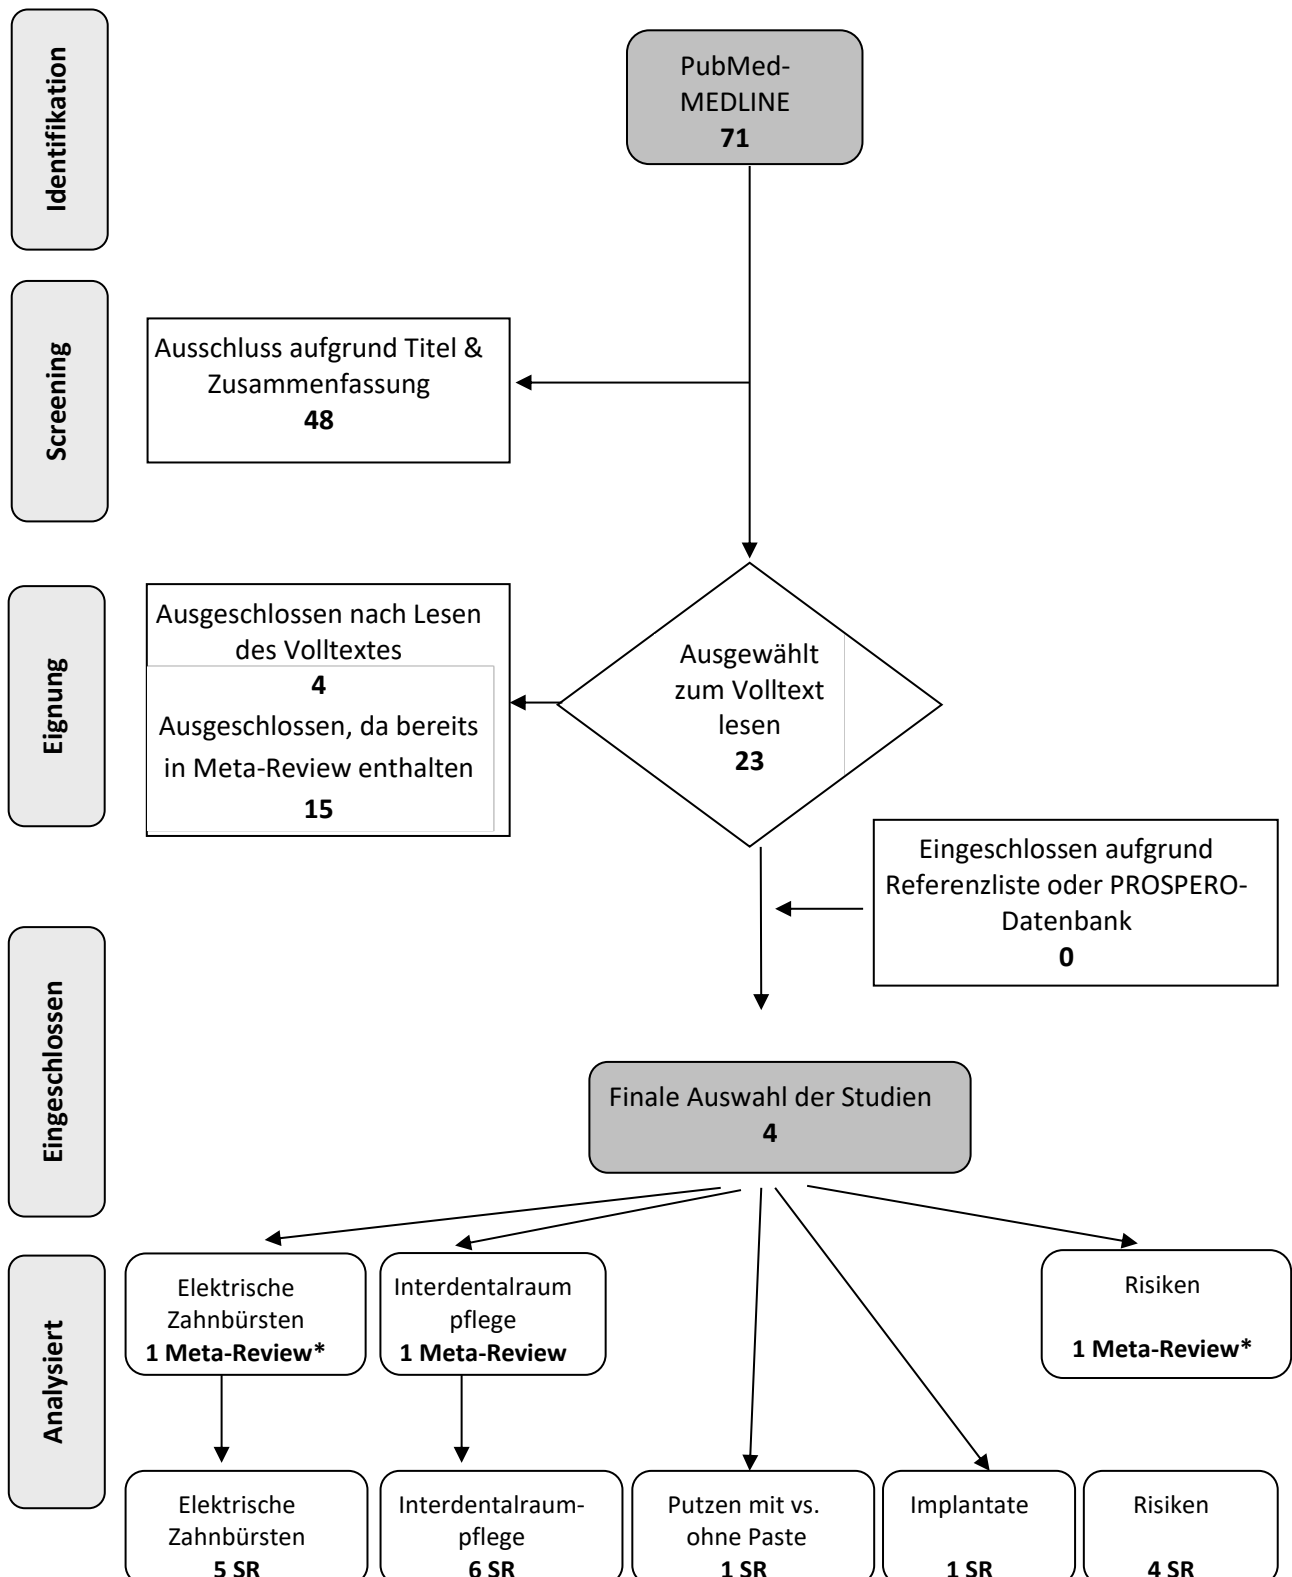 Identifikation
PubMed-
MEDLINE
71
Screening
Ausschluss aufgrund Titel &
Zusammenfassung
48
Eignung
Ausgeschlossen nach Lesen
des Volltextes
4
Ausgeschlossen, da bereits
in Meta-Review enthalten
15
Ausgewählt
zum Volltext
lesen
23
Eingeschlossen aufgrund
Referenzliste oder PROSPERO-
Datenbank
0
Eingeschlossen
Finale Auswahl der Studien
4
Analysiert
Elektrische
Zahnbürsten
1 Meta-Review*
Interdentalraum
pflege
1 Meta-Review
Risiken
1 Meta-Review*
Elektrische
Zahnbürsten
5 SR
Interdentalraum-
pflege
6 SR
Putzen mit vs.
ohne Paste
1 SR
Implantate
1 SR
Risiken
4 SR